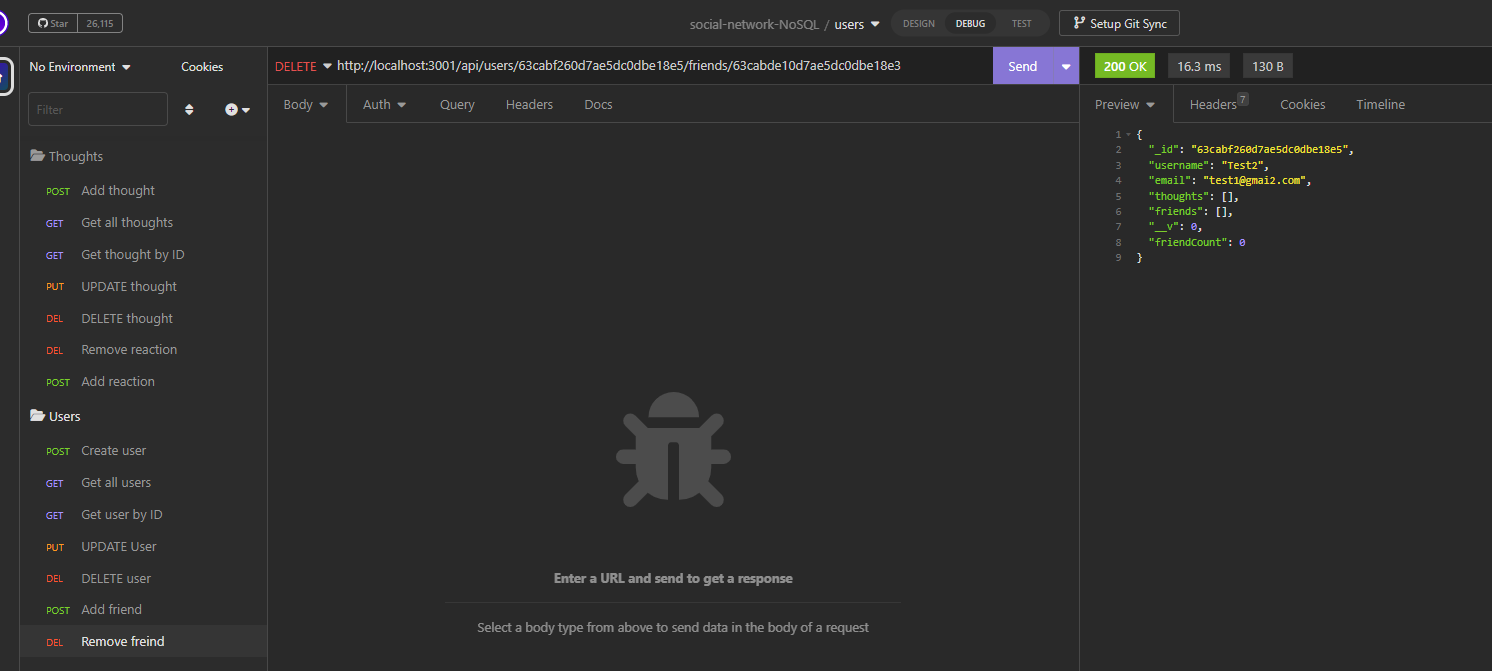 Star 26,115
social-network-NoSQL / users
DESIGN DEBUG TEST
Setup Git Sync
No Environment Cookies
Filter
Thoughts
POST Add thought
GET Get all thoughts
GET Get thought by ID
PUT UPDATE thought
DEL DELETE thought
DEL Remove reaction
POST Add reaction
Users
POST Create user
GET Get all users
GET Get user by ID
PUT UPDATE User
DEL DELETE user
POST Add friend
DEL Remove freind
DELETE http://localhost:3001/api/users/63cabf260d7ae5dc0dbe18e5/friends/63cabde10d7ae5dc0dbe18e3
Send
Body Auth Query Headers Docs
Enter a URL and send to get a response
Select a body type from above to send data in the body of a request
200 OK 16.3 ms 130 B
Preview Headers 7 Cookies Timeline
1 {
2 "_id": "63cabf260d7ae5dc0dbe18e5",
3 "username": "Test2",
4 "email": "test1@gmai2.com",
5 "thoughts": [],
6 "friends": [],
7 "__v": 0,
8 "friendCount": 0
9 }